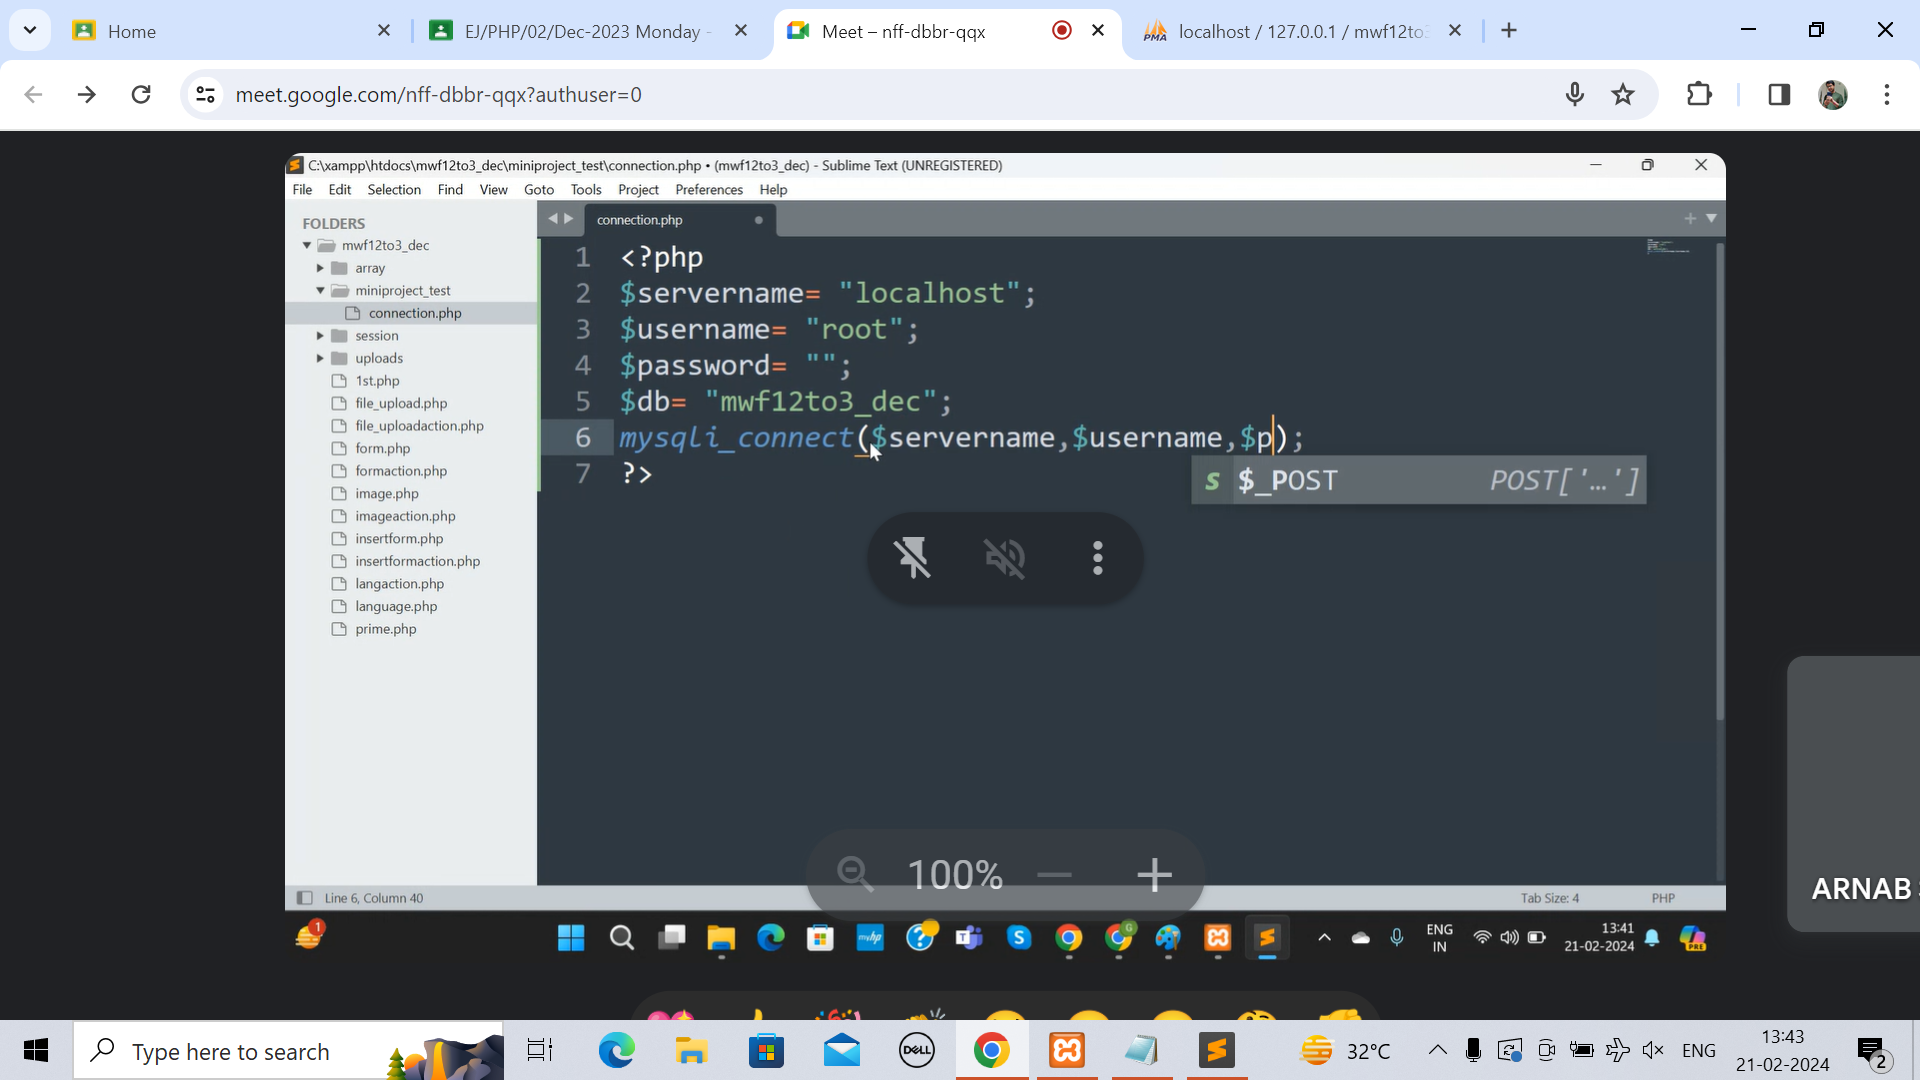 Home
EJ/PHP/02/Dec-2023 Monday -
Meet – nff-dbbr-qqx
localhost / 127.0.0.1 / mwf12to3
meet.google.com/nff-dbbr-qqx?authuser=0
C:\xampp\htdocs\mwf12to3_dec\miniproject_test\connection.php • (mwf12to3_dec) - Sublime Text (UNREGISTERED)
File Edit Selection Find View Goto Tools Project Preferences Help
FOLDERS
mwf12to3_dec
array
miniproject_test
connection.php
session
uploads
1st.php
file_upload.php
file_uploadaction.php
form.php
formaction.php
image.php
imageaction.php
insertform.php
insertformaction.php
langaction.php
language.php
prime.php
connection.php
1 <?php
2 $servername= "localhost";
3 $username= "root";
4 $password= "";
5 $db= "mwf12to3_dec";
6 mysqli_connect($servername,$username,$p);
7 ?>
s $_POST POST['…']
100%
Line 6, Column 40
Tab Size: 4
PHP
ARNAB
1
myhp
G
ENG
IN
13:41
21-02-2024
PRE
Type here to search
DELL
32°C
ENG
13:43
21-02-2024
2